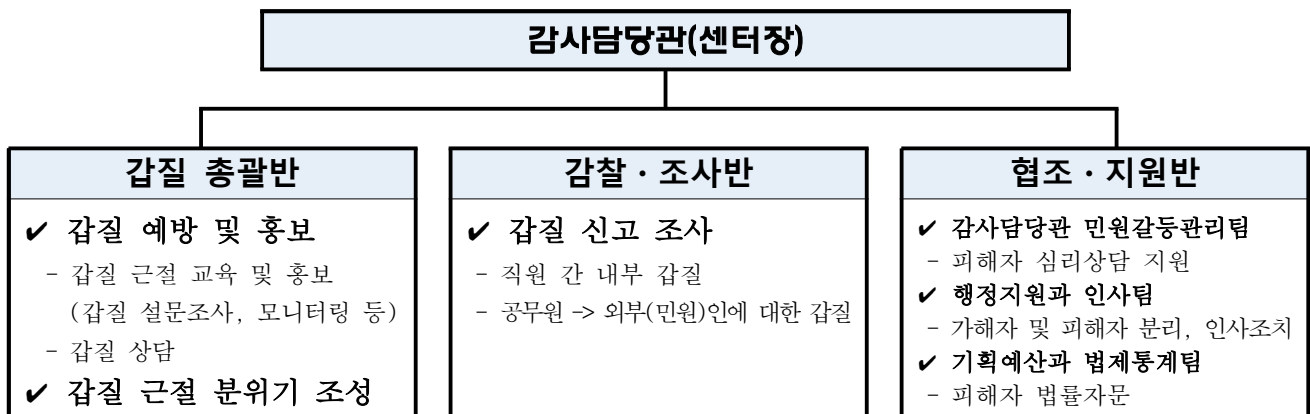 감사담당관(센터장)
갑질 총괄반
✔ 갑질 예방 및 홍보
- 갑질 근절 교육 및 홍보
(갑질 설문조사, 모니터링 등)
- 갑질 상담
✔ 갑질 근절 분위기 조성
감찰·조사반
✔ 갑질 신고 조사
- 직원 간 내부 갑질
- 공무원 -> 외부(민원)인에 대한 갑질
협조·지원반
✔ 감사담당관 민원갈등관리팀
- 피해자 심리상담 지원
✔ 행정지원과 인사팀
- 가해자 및 피해자 분리, 인사조치
✔ 기획예산과 법제통계팀
- 피해자 법률자문